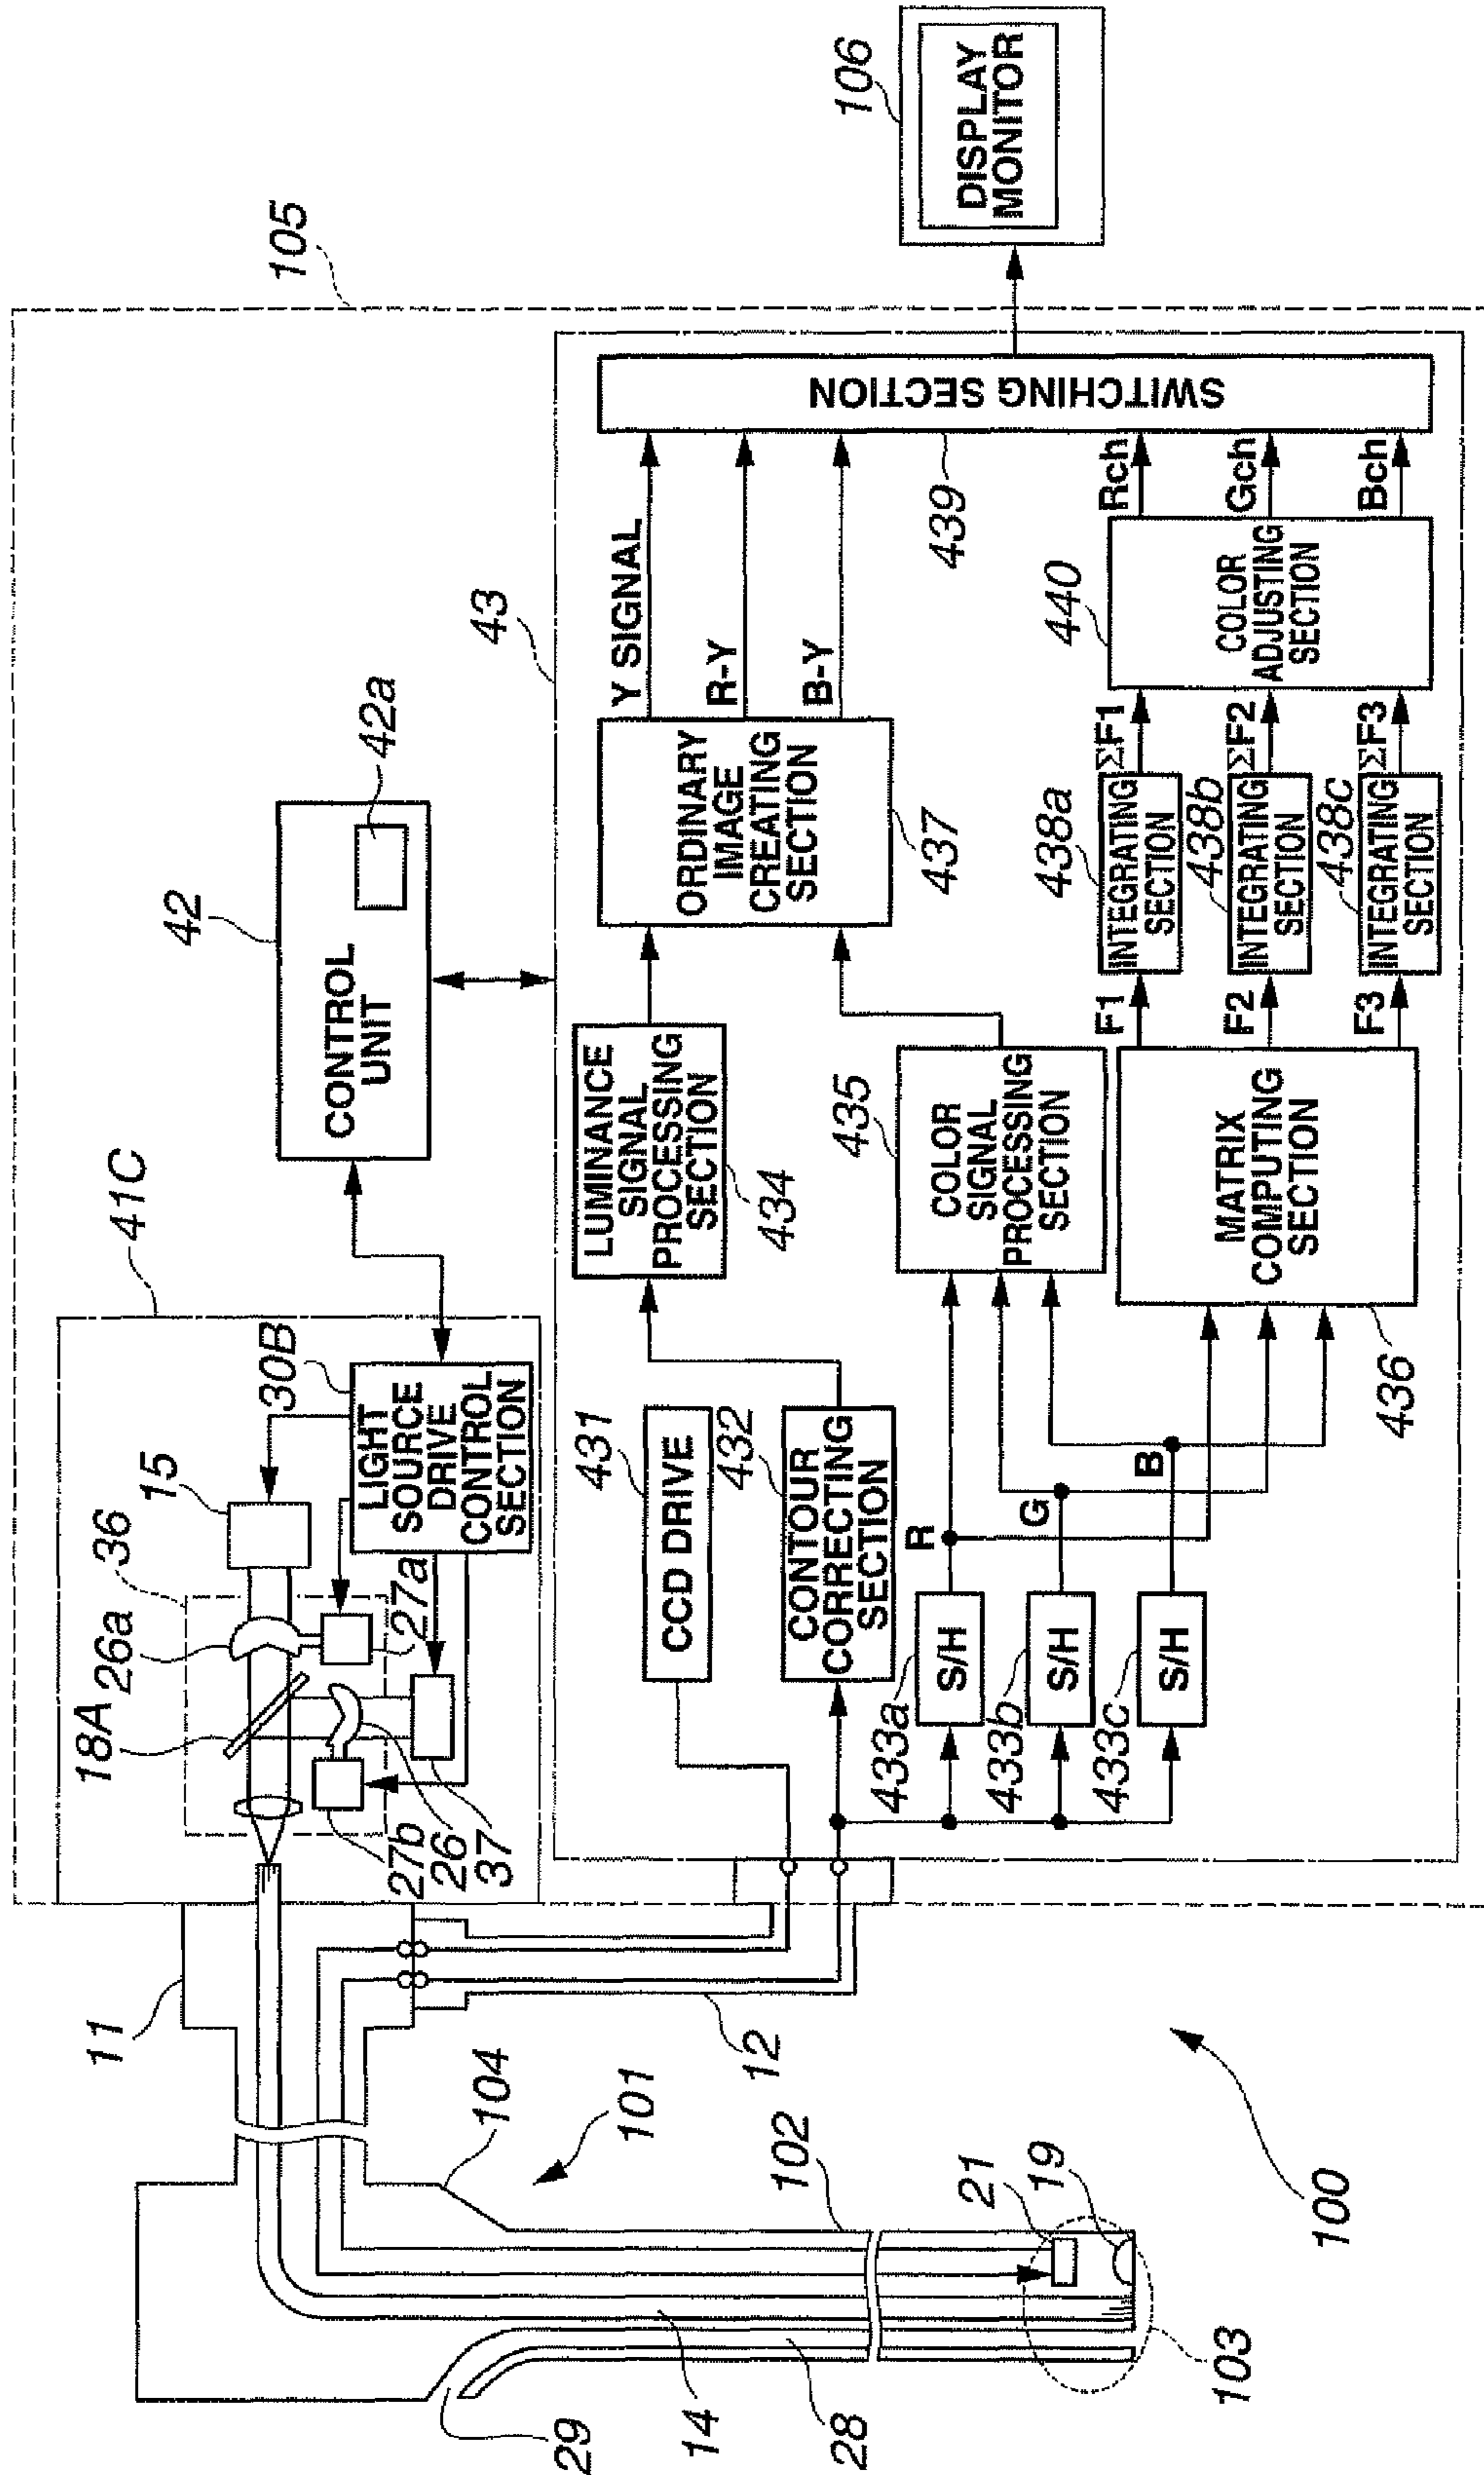 105
106
DISPLAY
MONITOR
41C
42
CONTROL
UNIT
42a
43
30B
LIGHT
SOURCE
DRIVE
CONTROL
SECTION
15
36
26a
18A
27a
27b
26
37
11
12
104
101
102
21
19
103
100
29
14
28
431
CCD DRIVE
432
CONTOUR
CORRECTING
SECTION
LUMINANCE
SIGNAL
PROCESSING
SECTION
434
ORDINARY
IMAGE
CREATING
SECTION
437
Y SIGNAL
R-Y
B-Y
SWITCHING SECTION
439
433a
S/H
433b
S/H
433c
S/H
R
G
B
435
COLOR
SIGNAL
PROCESSING
SECTION
MATRIX
COMPUTING
SECTION
436
F1
F2
F3
438a
INTEGRATING
SECTION
438b
INTEGRATING
SECTION
438c
INTEGRATING
SECTION
ΣF1
ΣF2
ΣF3
440
COLOR
ADJUSTING
SECTION
Rch
Gch
Bch